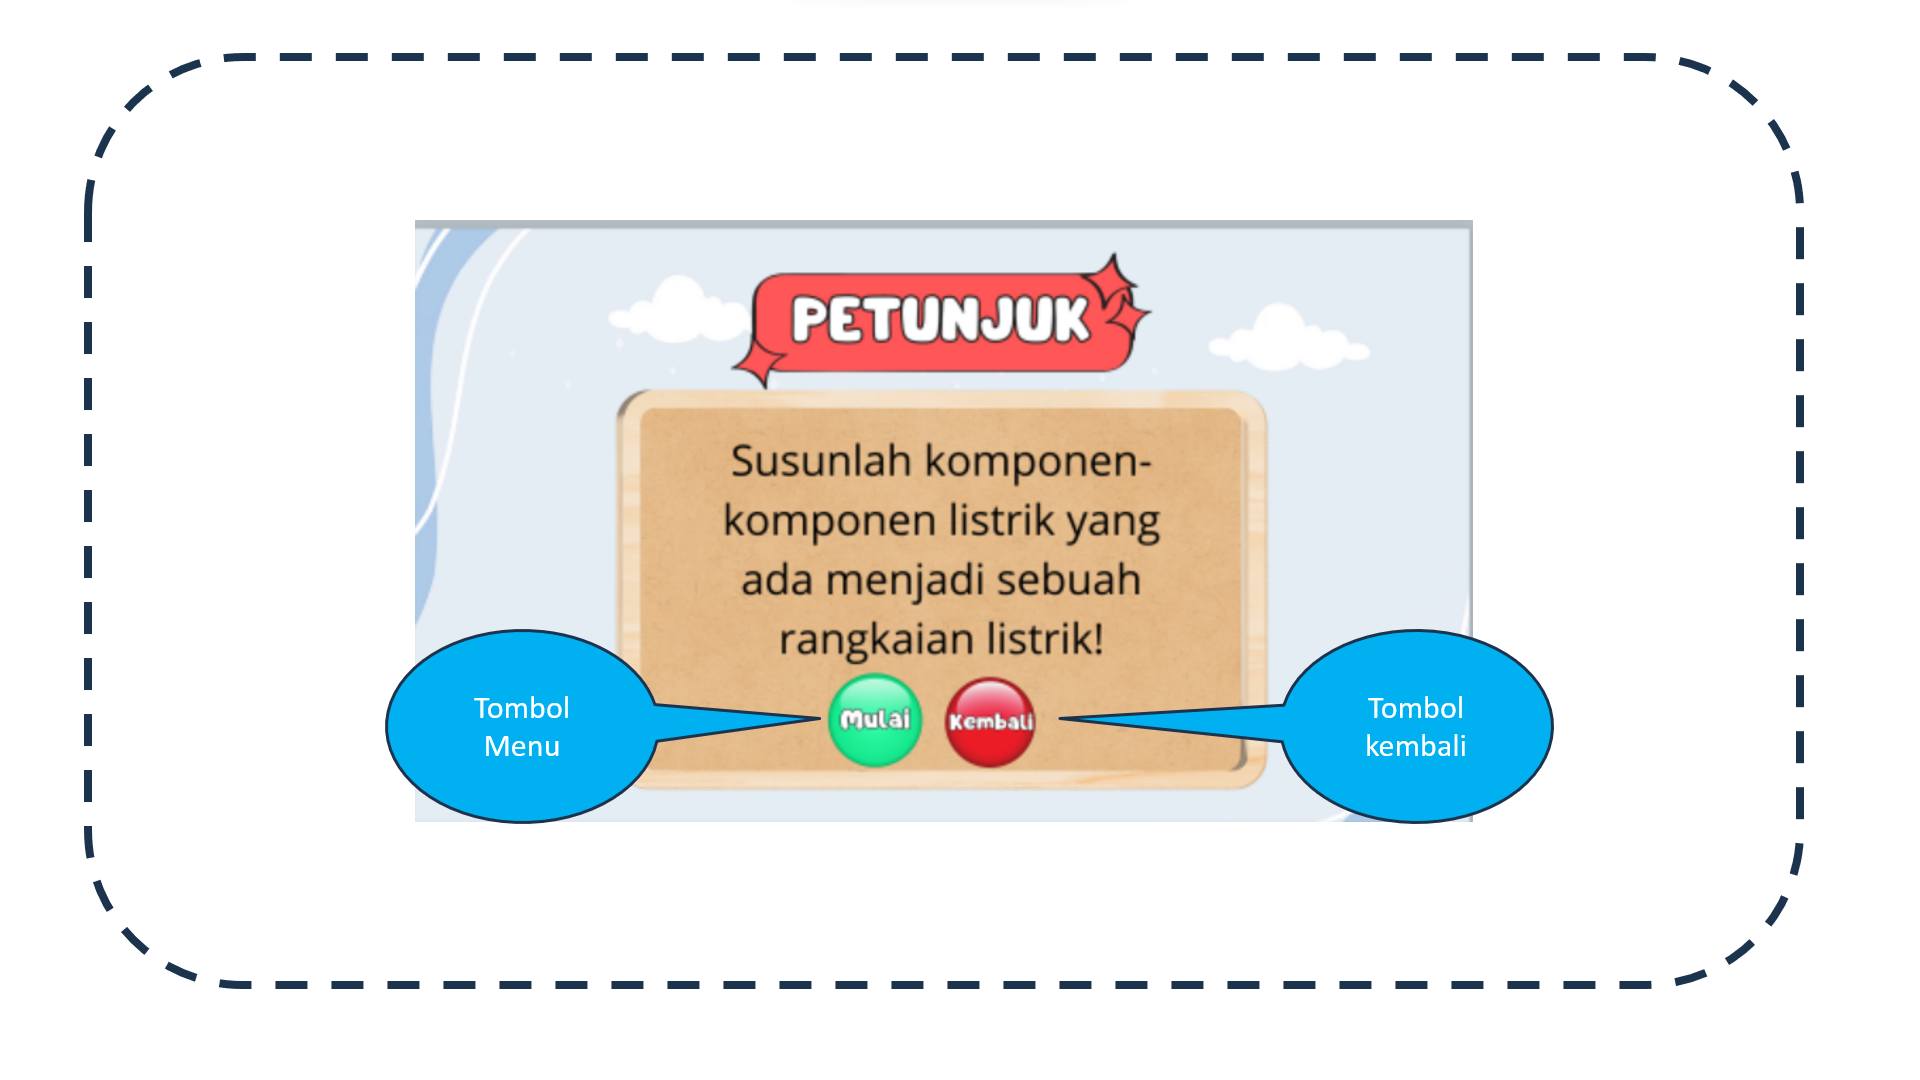 PETUNJUK
Susunlah komponen-
komponen listrik yang
ada menjadi sebuah
rangkaian listrik!
Tombol
Menu
Mulai
Kembali
Tombol
kembali